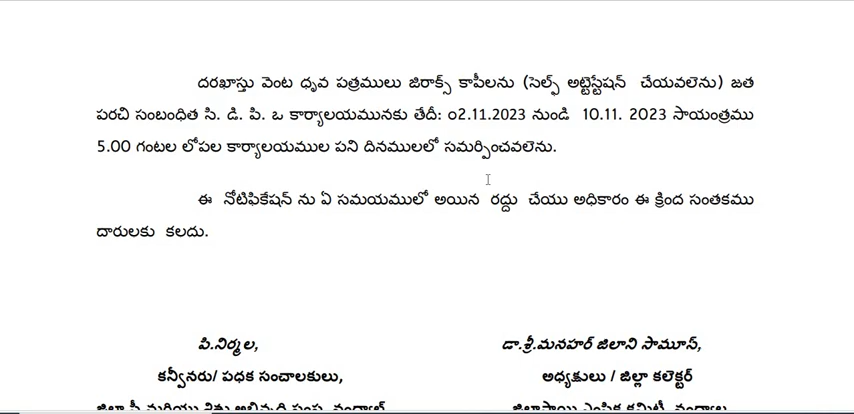 దరఖాస్తు వెంట ధృవ పత్రములు జిరాక్స్ కాపీలను (సెల్ఫ్ అట్టెస్టేషన్ చేయవలెను) జత
పరచి సంబంధిత సి. డి. పి. ఒ కార్యాలయమునకు తేదీ: ౦2.11.2023 నుండి 10.11. 2023 సాయంత్రము
5.00 గంటల లోపల కార్యాలయముల పని దినములలో సమర్పించవలెను.
ఈ నోటిఫికేషన్ ను ఏ సమయములో అయిన రద్దు చేయు అధికారం ఈ క్రింద సంతకము
దారులకు కలదు.
పి.నిర్మల, డా.శ్రీ.మనహర్ జిలాని సామూన్,
కన్వీనరు/ పధక సంచాలకులు, అధ్యక్షులు / జిల్లా కలెక్టర్